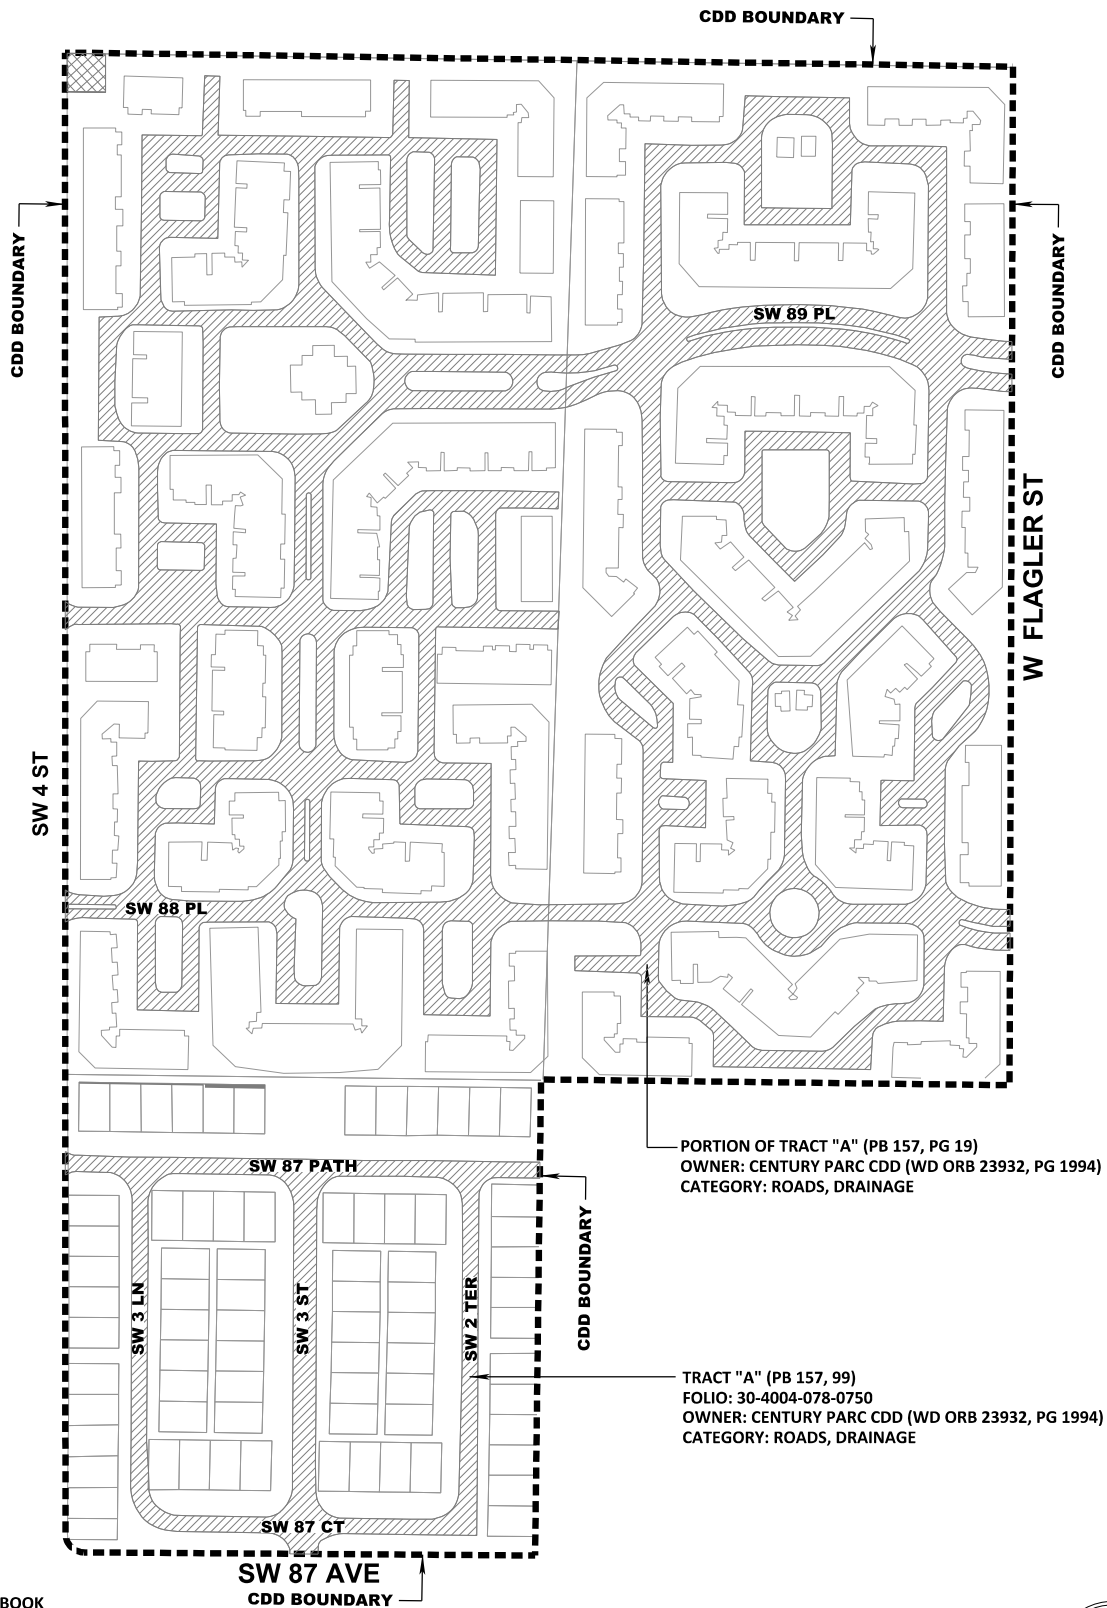 CDD BOUNDARY
CDD BOUNDARY
CDD BOUNDARY
SW 89 PL
W FLAGLER ST
SW 4 ST
SW 88 PL
PORTION OF TRACT "A" (PB 157, PG 19)
OWNER: CENTURY PARC CDD (WD ORB 23932, PG 1994)
CATEGORY: ROADS, DRAINAGE
SW 87 PATH
CDD BOUNDARY
SW 3 LN
SW 3 ST
SW 2 TER
TRACT "A" (PB 157, 99)
FOLIO: 30-4004-078-0750
OWNER: CENTURY PARC CDD (WD ORB 23932, PG 1994)
CATEGORY: ROADS, DRAINAGE
SW 87 CT
SW 87 AVE
CDD BOUNDARY
BOOK